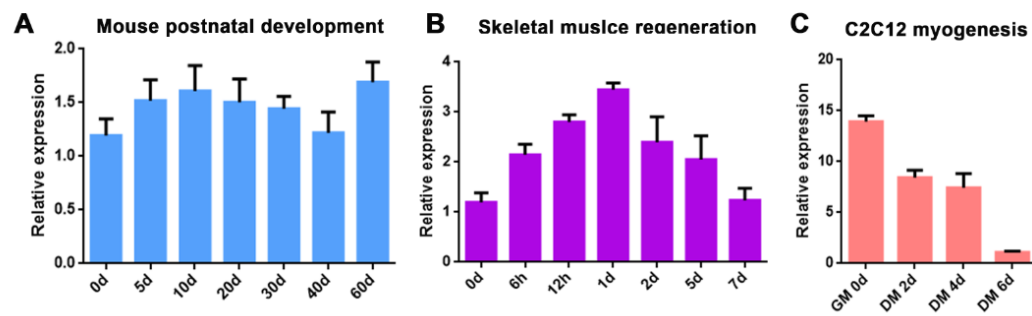 A Mouse postnatal development
Relative expression
2.0
1.5
1.0
0.5
0.0
0d 5d 10d 20d 30d 40d 60d
B Skeletal muslce regeneration
Relative expression
4
3
2
1
0
0d 6h 12h 1d 2d 5d 7d
C C2C12 myogenesis
Relative expression
20
15
10
5
0
GM 0d DM 2d DM 4d DM 6d